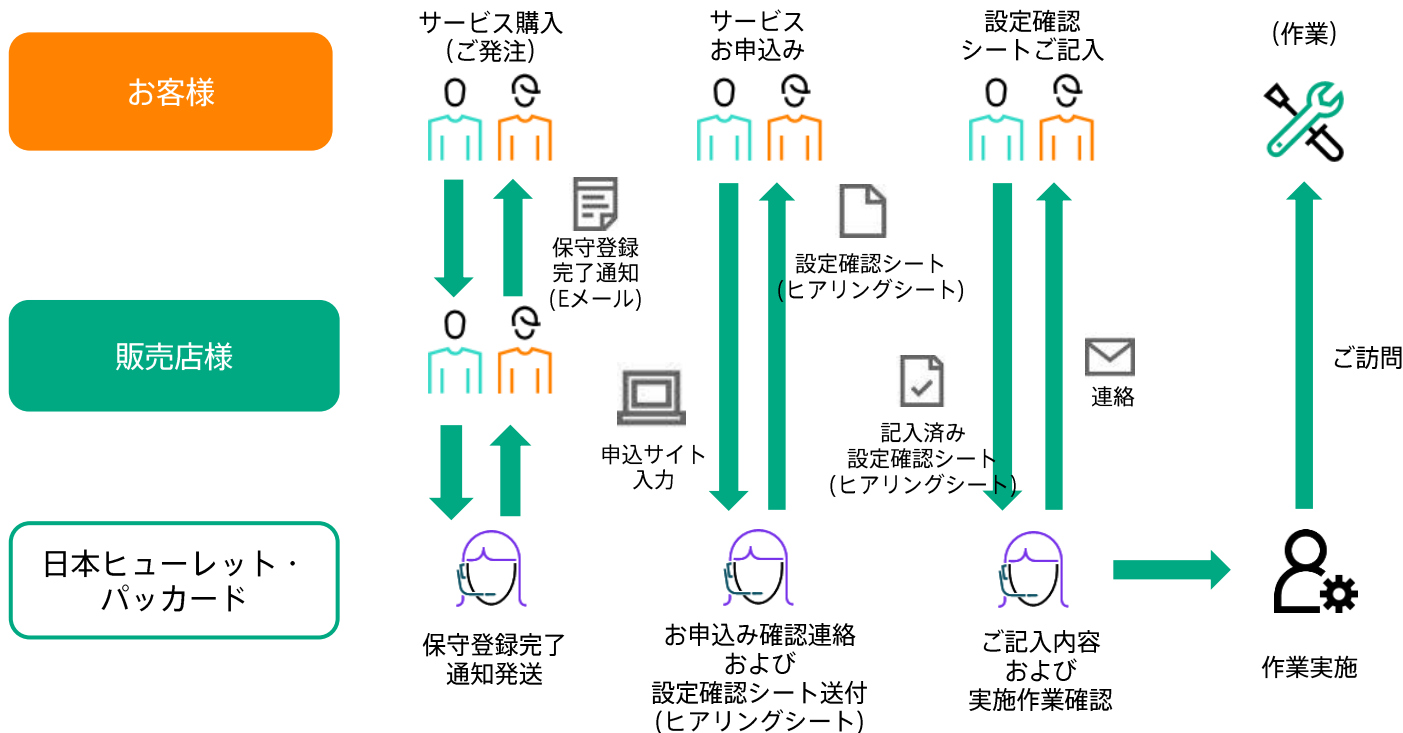 お客様
サービス購入
(ご発注)
サービス
お申込み
設定確認
シートご記入
(作業)
保守登録
完了通知
(Eメール)
設定確認シート
(ヒアリングシート)
販売店様
申込サイト
入力
記入済み
設定確認シート
(ヒアリングシート)
連絡
ご訪問
日本ヒューレット・
パッカード
保守登録完了
通知発送
お申込み確認連絡
および
設定確認シート送付
(ヒアリングシート)
ご記入内容
および
実施作業確認
作業実施